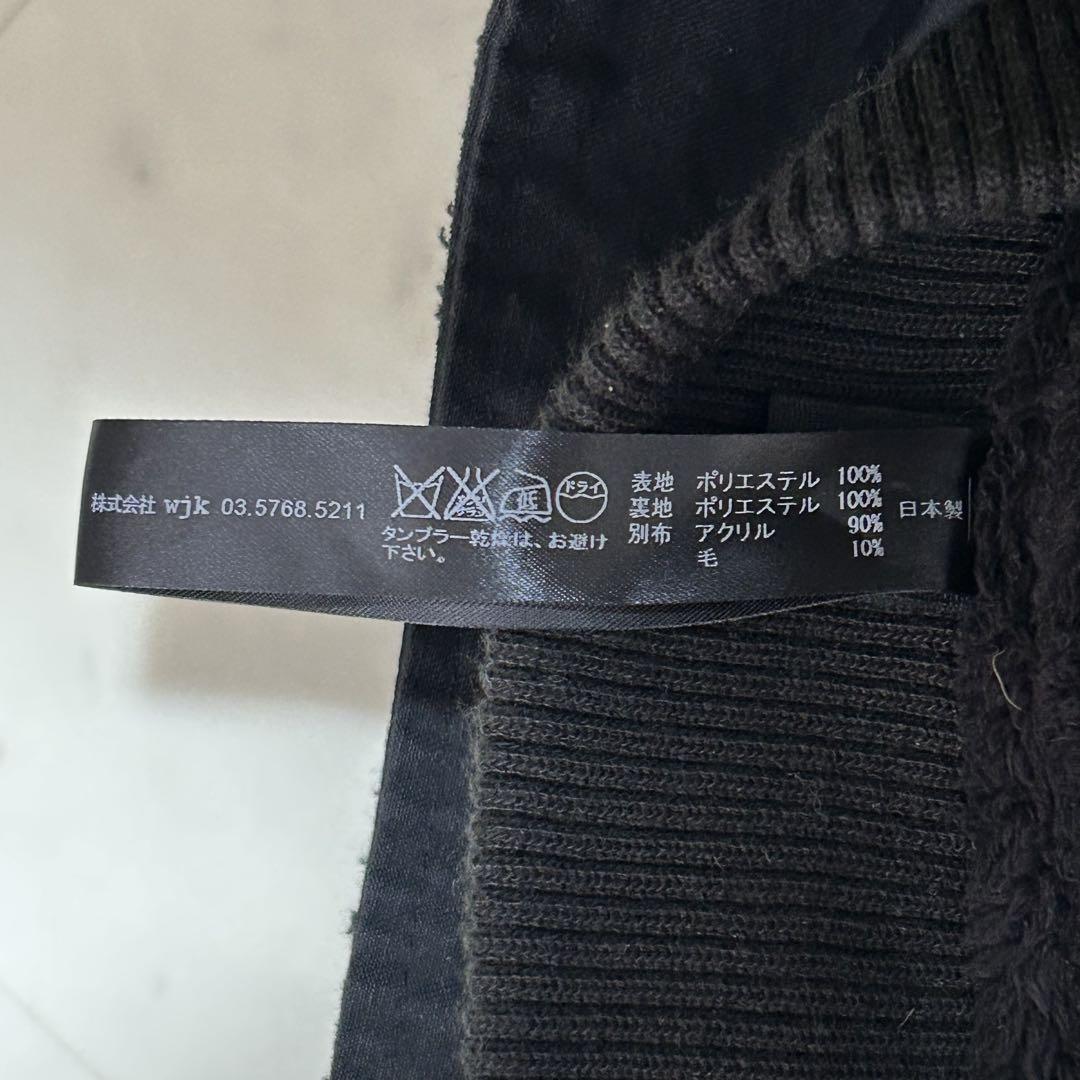 株式会社 wjk 03.5768.5211
低
ドライ
タンブラー乾燥は、お避け
下さい。
表地 ポリエステル 100%
裏地 ポリエステル 100%
別布 アクリル 90%
毛 10%
日本製